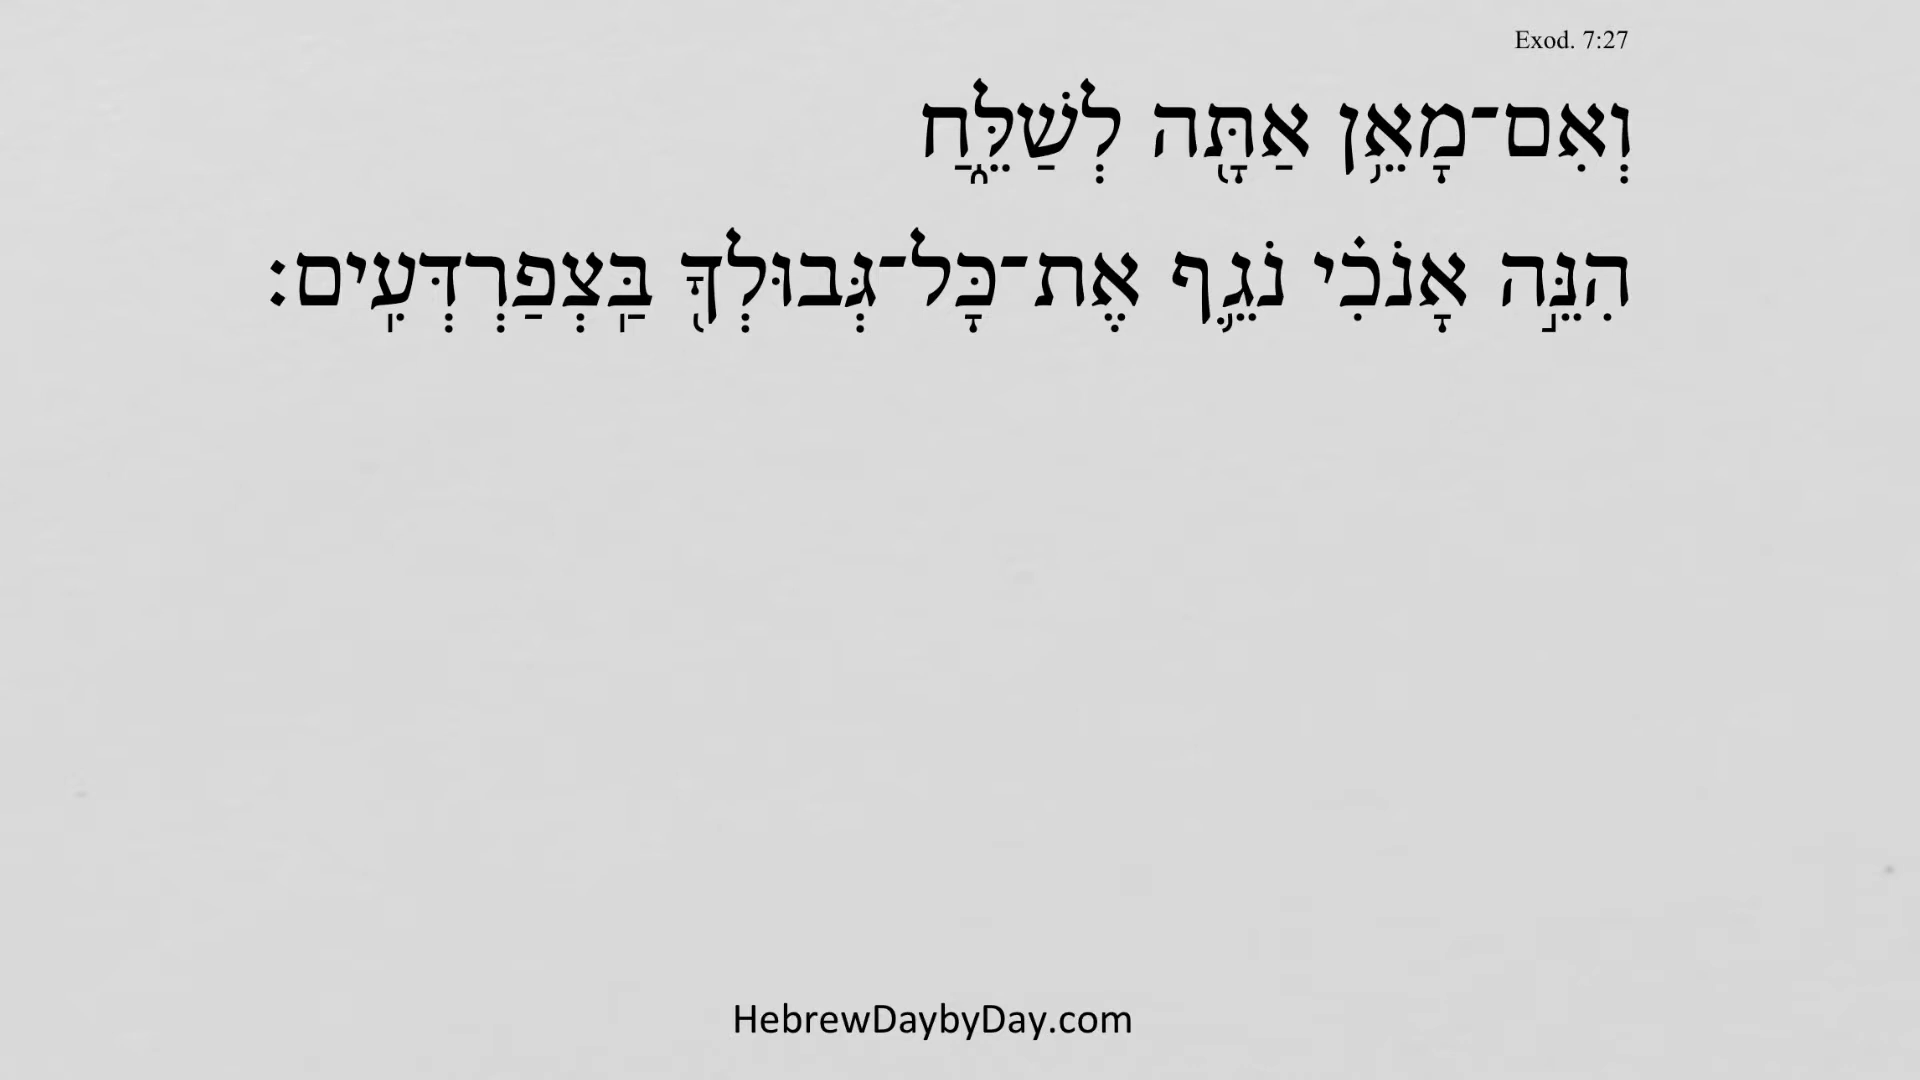 Exod. 7:27
וְאִם־מָאֵ֥ן אַתָּ֖ה לְשַׁלֵּ֑חַ
הִנֵּ֣ה אָנֹכִ֗י נֹגֵ֛ף אֶת־כָּל־גְּבוּלְךָ֖ בַּֽצְפַרְדְּעִֽים׃
HebrewDaybyDay.com